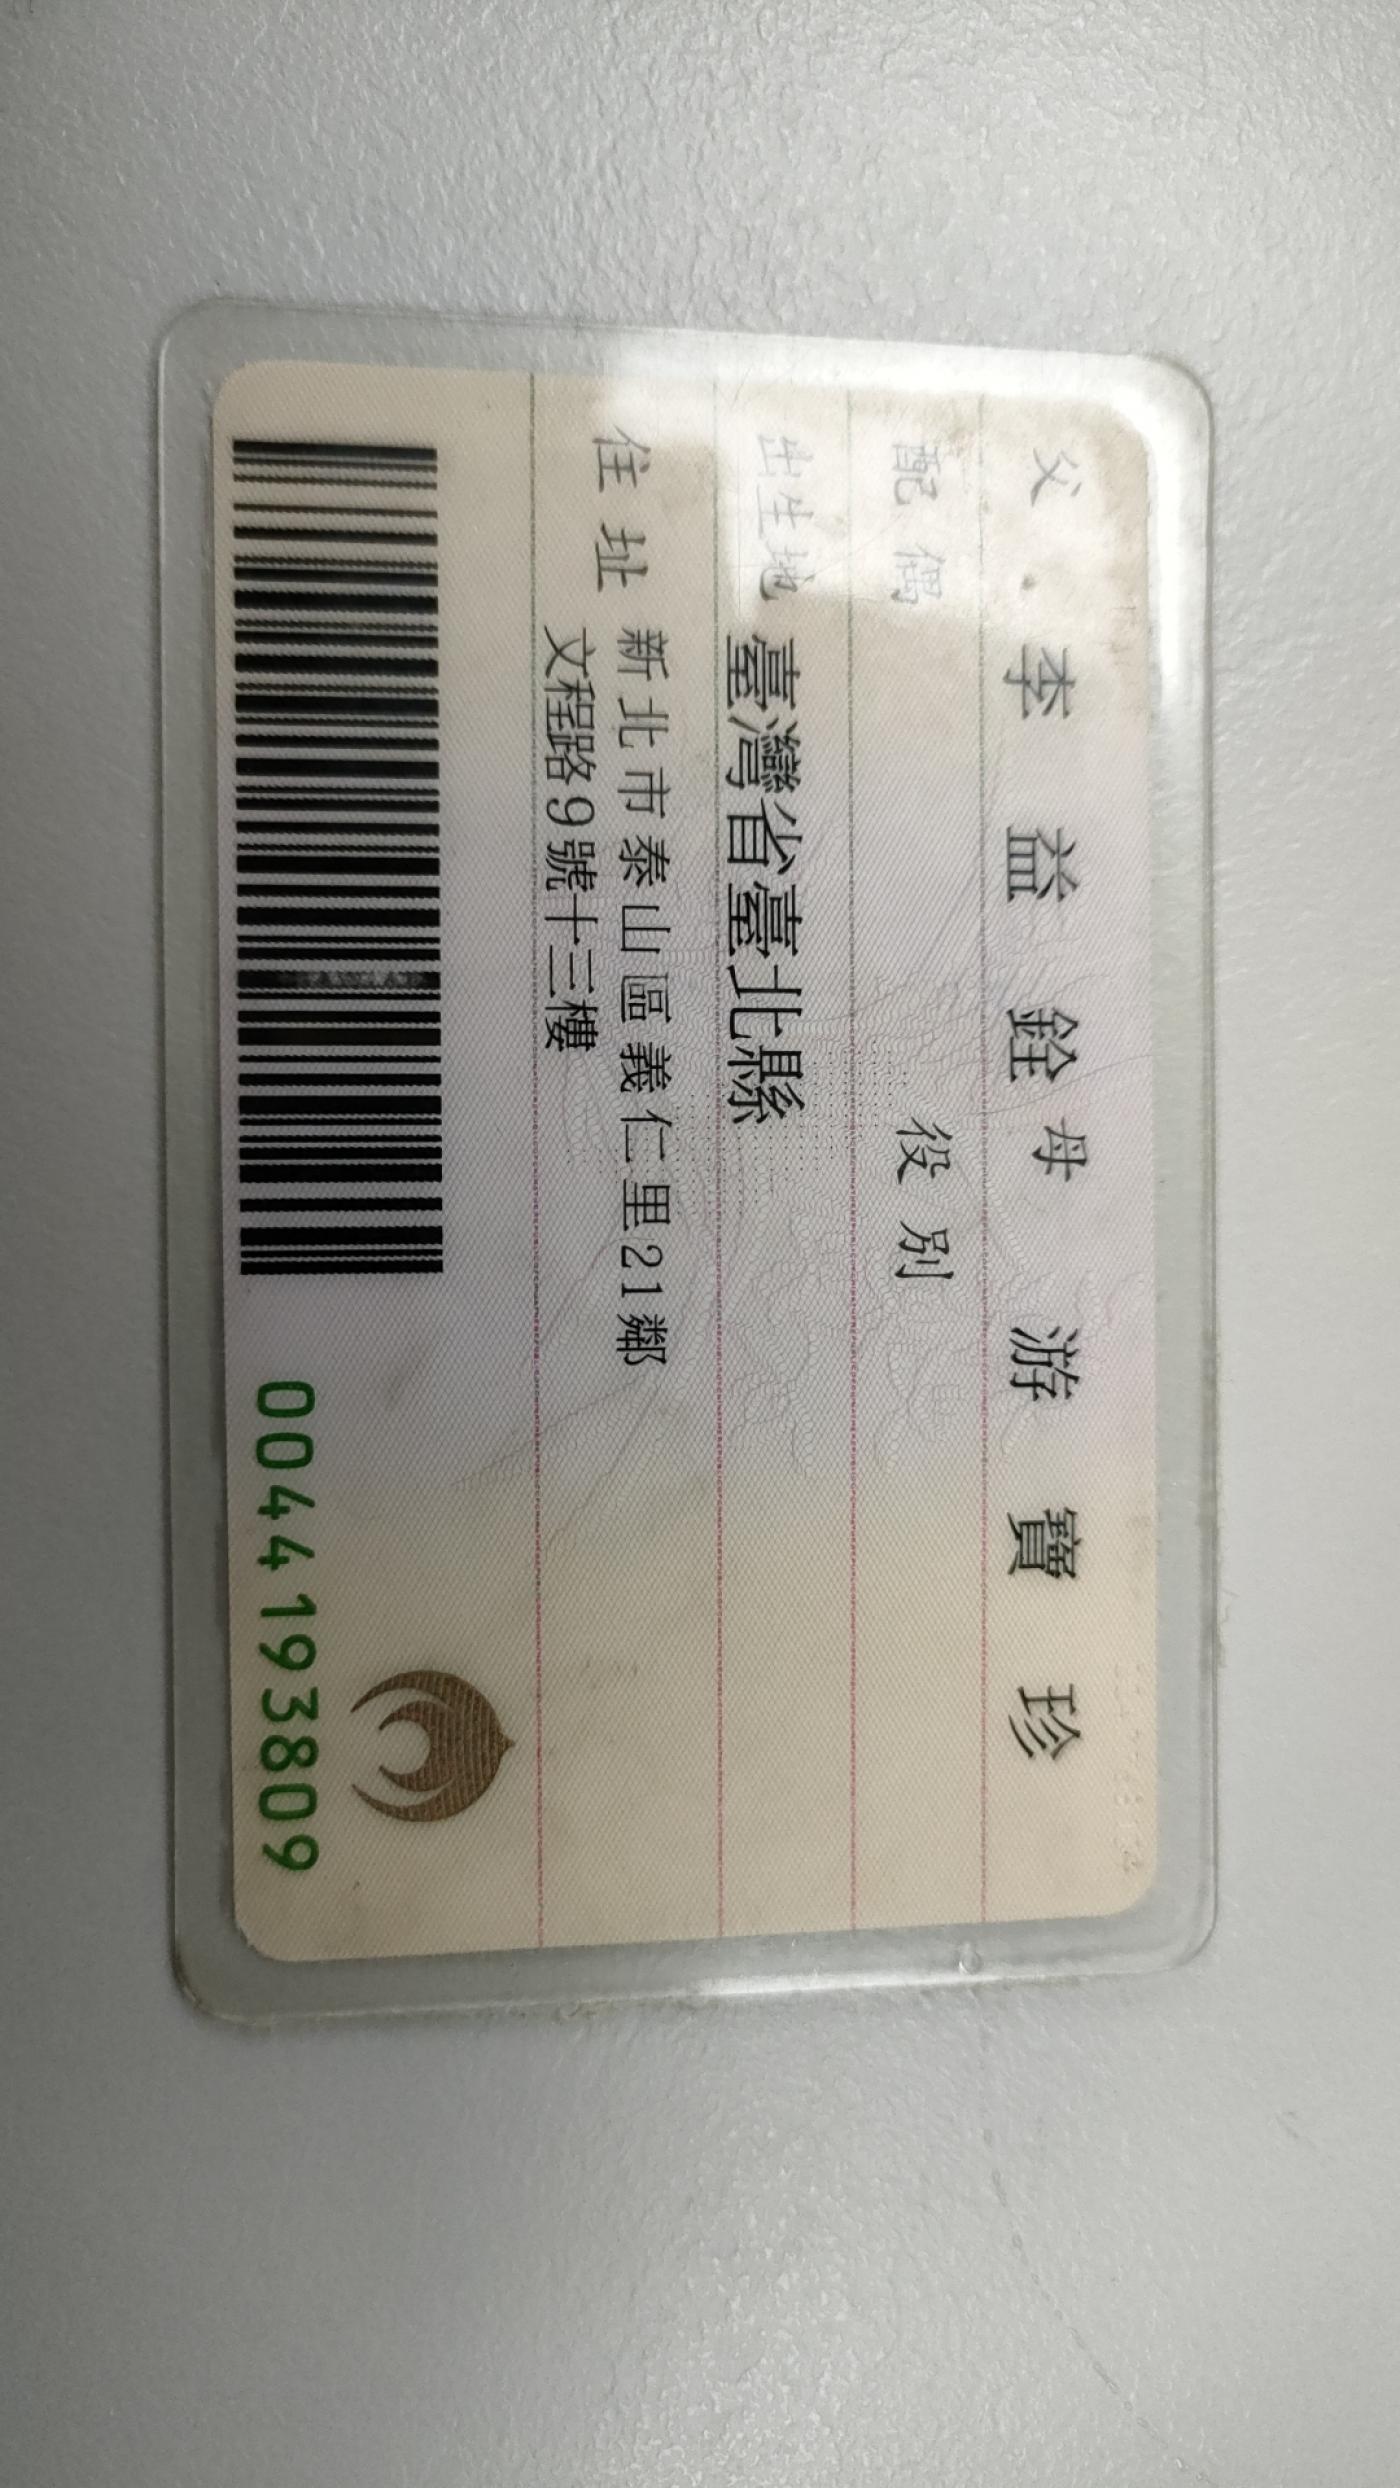 父 李益銓 母 游寶珍
配偶 役別
出生地 臺灣省臺北縣
住址 新北市泰山區義仁里21鄰
文程路9號十三樓
0044193809